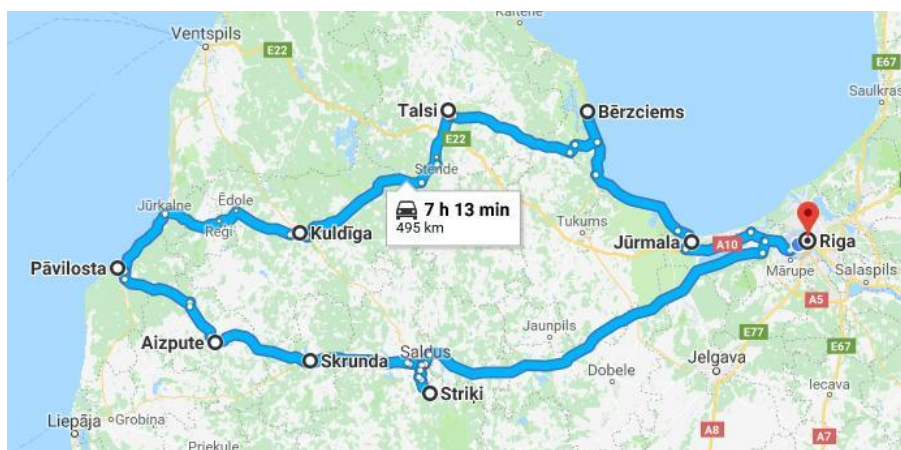 Kaltene
Ventspils
E22
E67
Saulkras
Talsi
Bērzciems
E22
Stende
Jūrkalne
Ēdole
Reģi
Kuldīga
7 h 13 min
495 km
Tukums
Jūrmala
A10
Riga
Mārupe
Salaspils
Pāvilosta
A5
Aizpute
Jaunpils
E77
E67
Skrunda
Saldus
Jelgava
Dobele
Striķi
Iecava
Liepāja
Grobiņa
Priekule
A8
A7